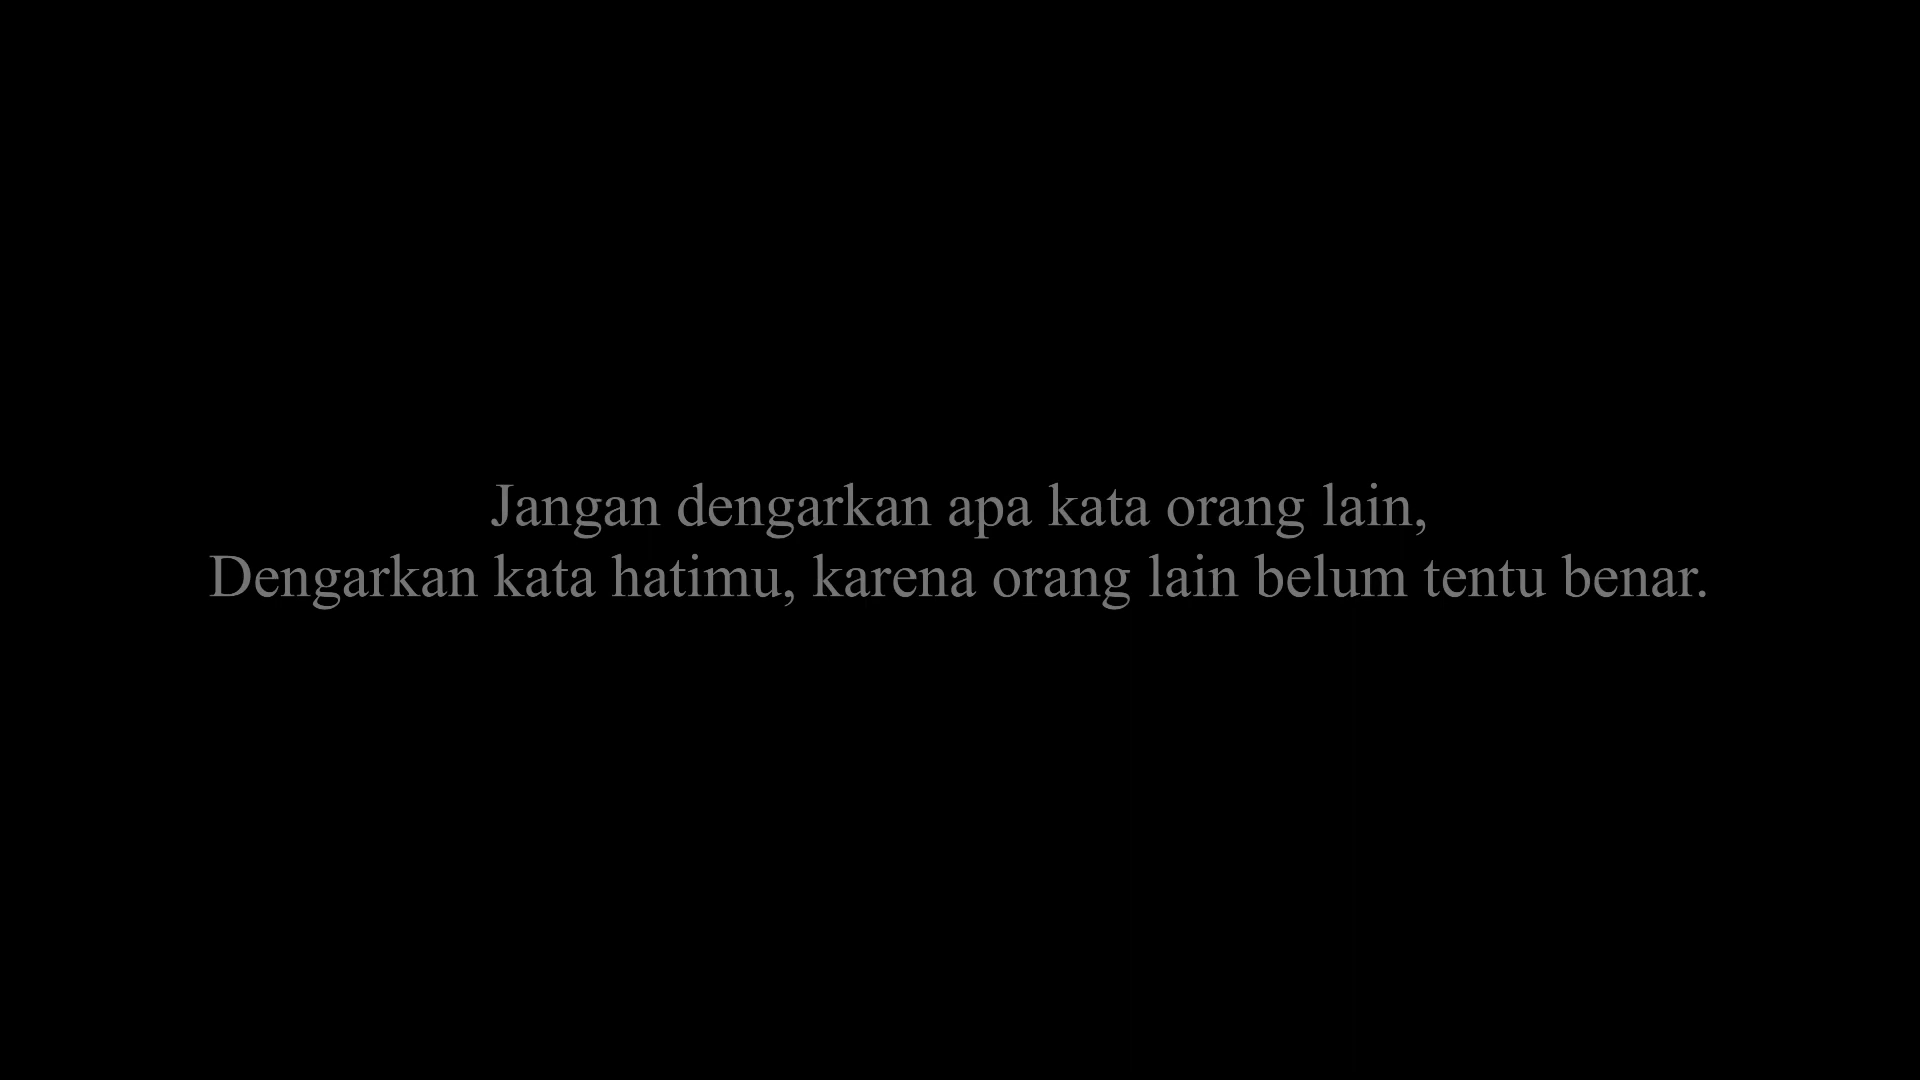 Jangan dengarkan apa kata orang lain,
Dengarkan kata hatimu, karena orang lain belum tentu benar.